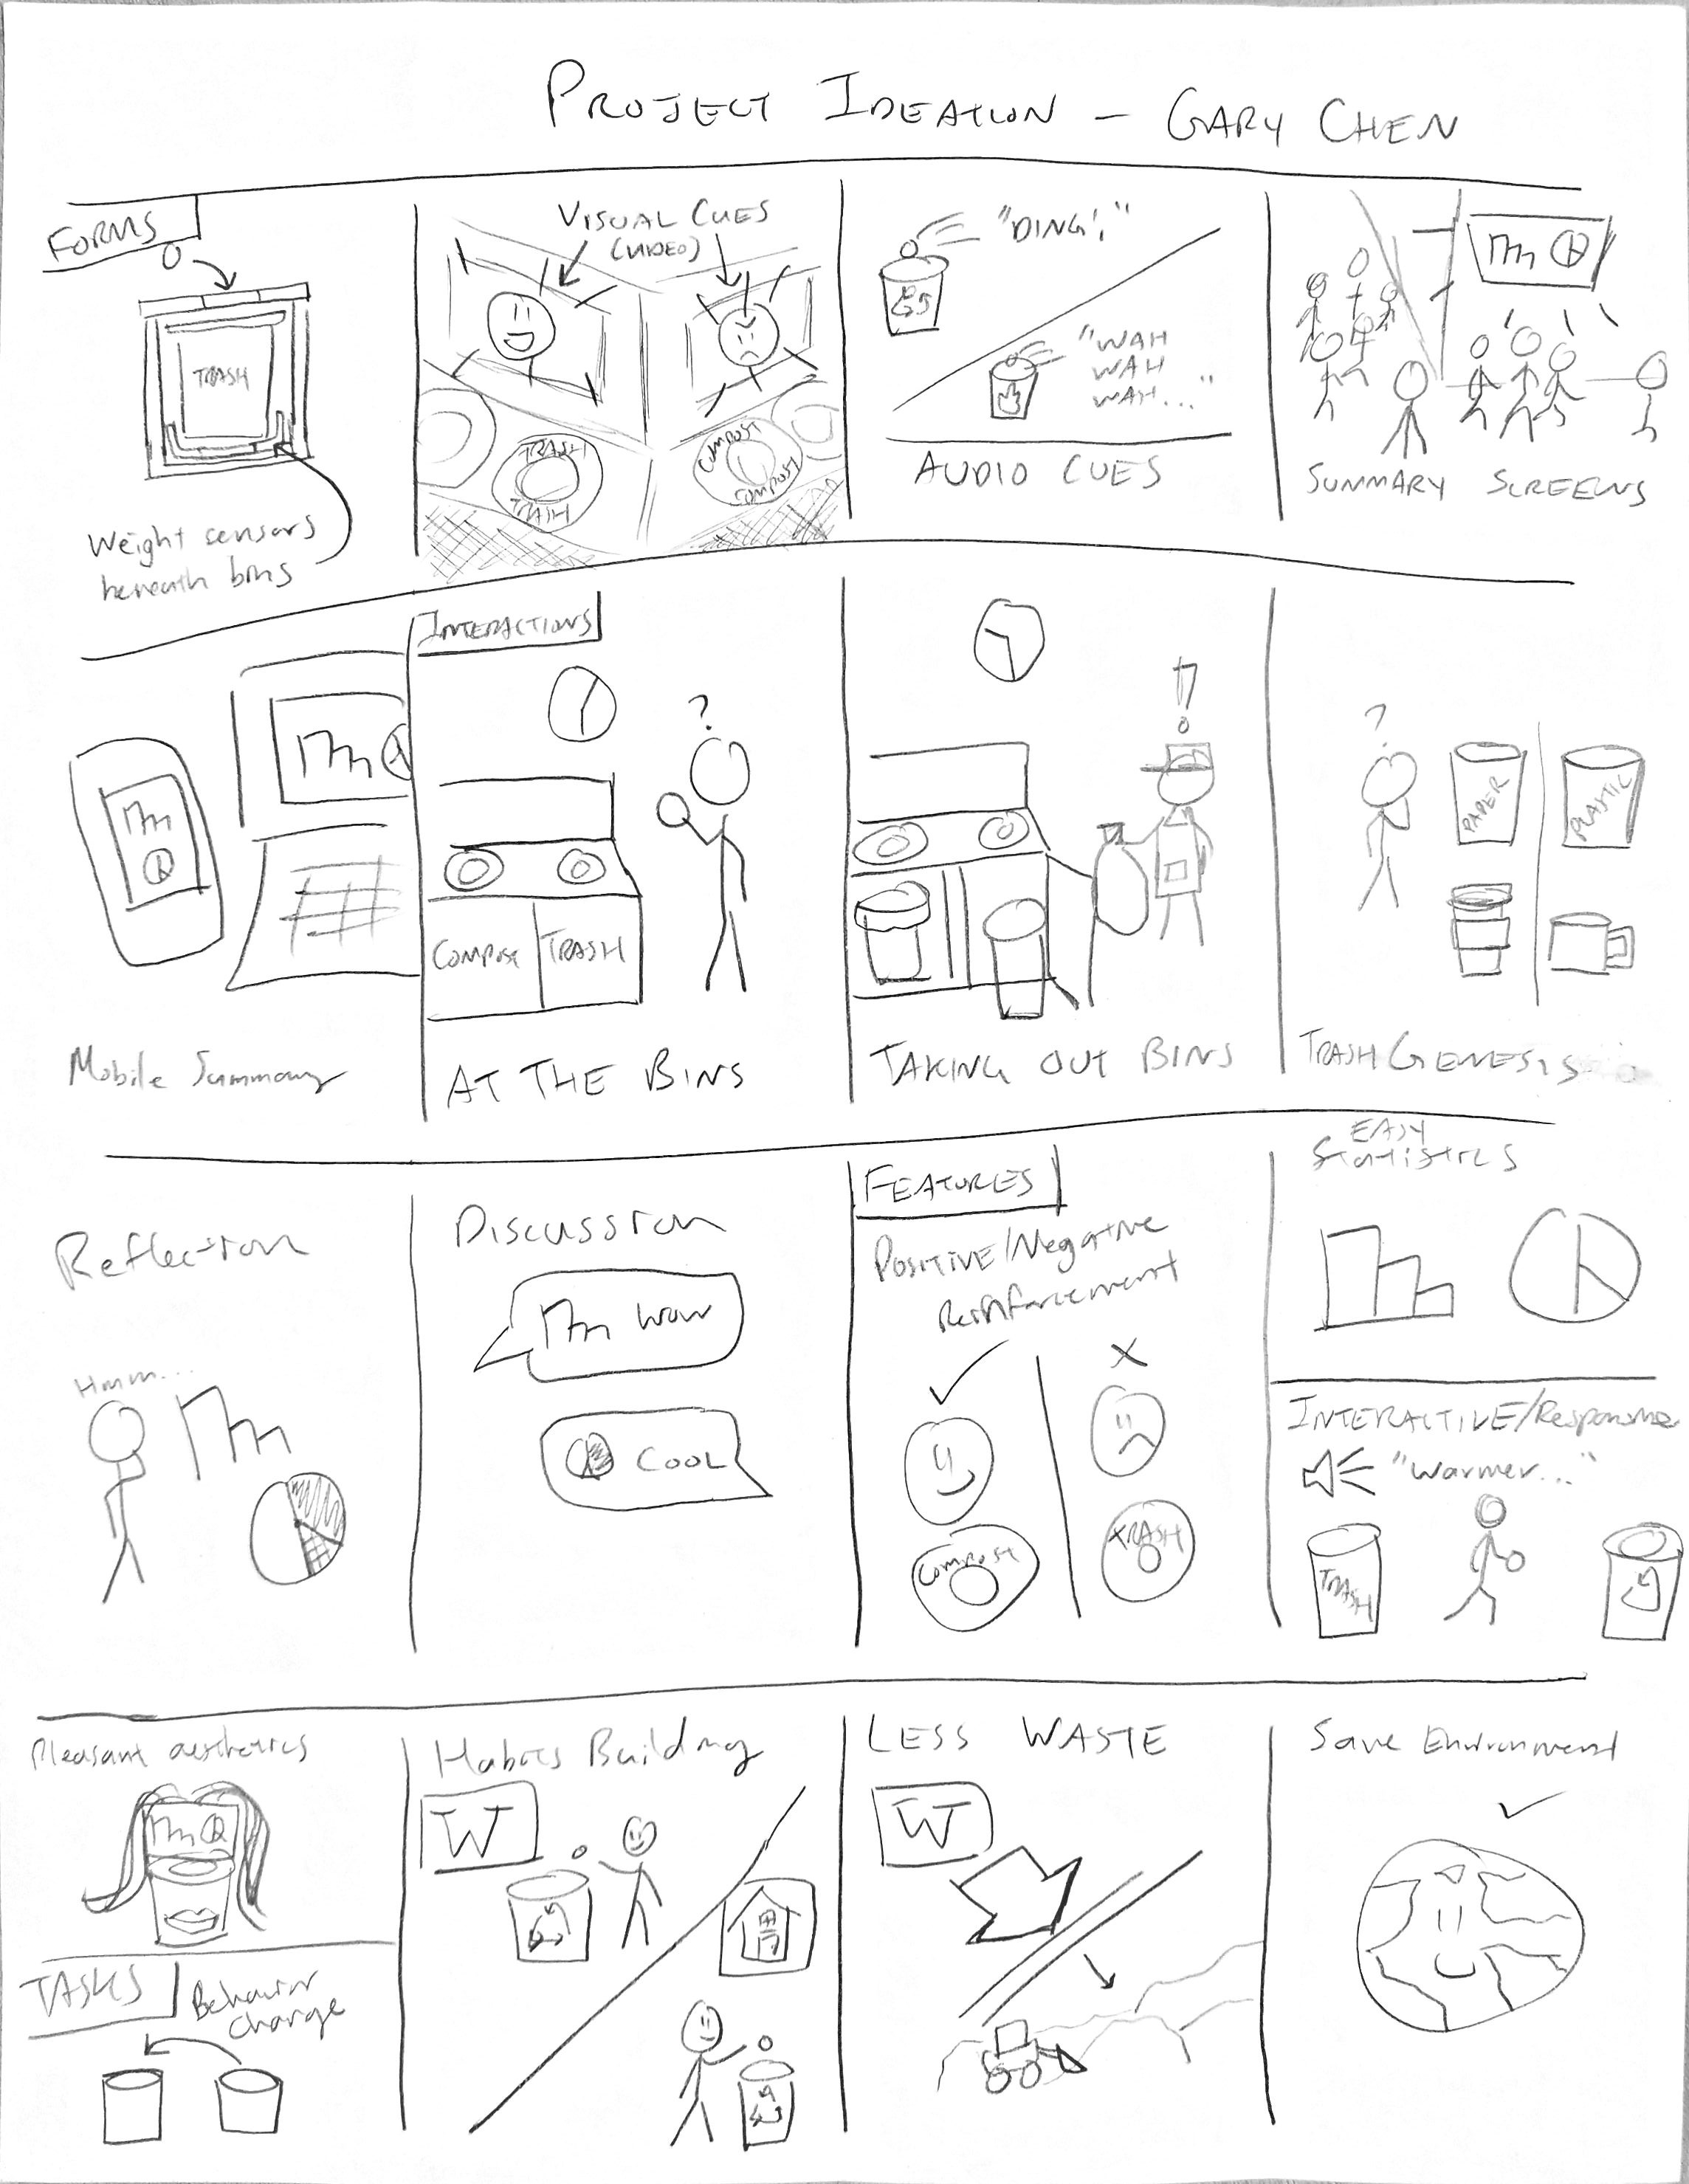 PROJECT IDEATION - GARY CHEN
FORMS
TRASH
Weight sensors
beneath bins
VISUAL CUES
(VIDEO)
TRASH
TRASH
COMPOST
COMPOST
"DING!"
"WAH
WAH
WAH..."
AUDIO CUES
SUMMARY SCREENS
Mobile Summary
INTERACTIONS
?
COMPOST
TRASH
AT THE BINS
!
TAKING OUT BINS
?
PAPER
PLASTIC
TRASH GENESIS
Reflection
Hmm...
Discussion
wow
COOL
FEATURES
POSITIVE/Negative
Reinforcement
COMPOST
TRASH
EASY
Statistics
INTERACTIVE/Responsive
"Warmer..."
TRASH
Pleasant aesthetics
TASKS
Behavior
change
Habits Building
W
LESS WASTE
W
Save Environment